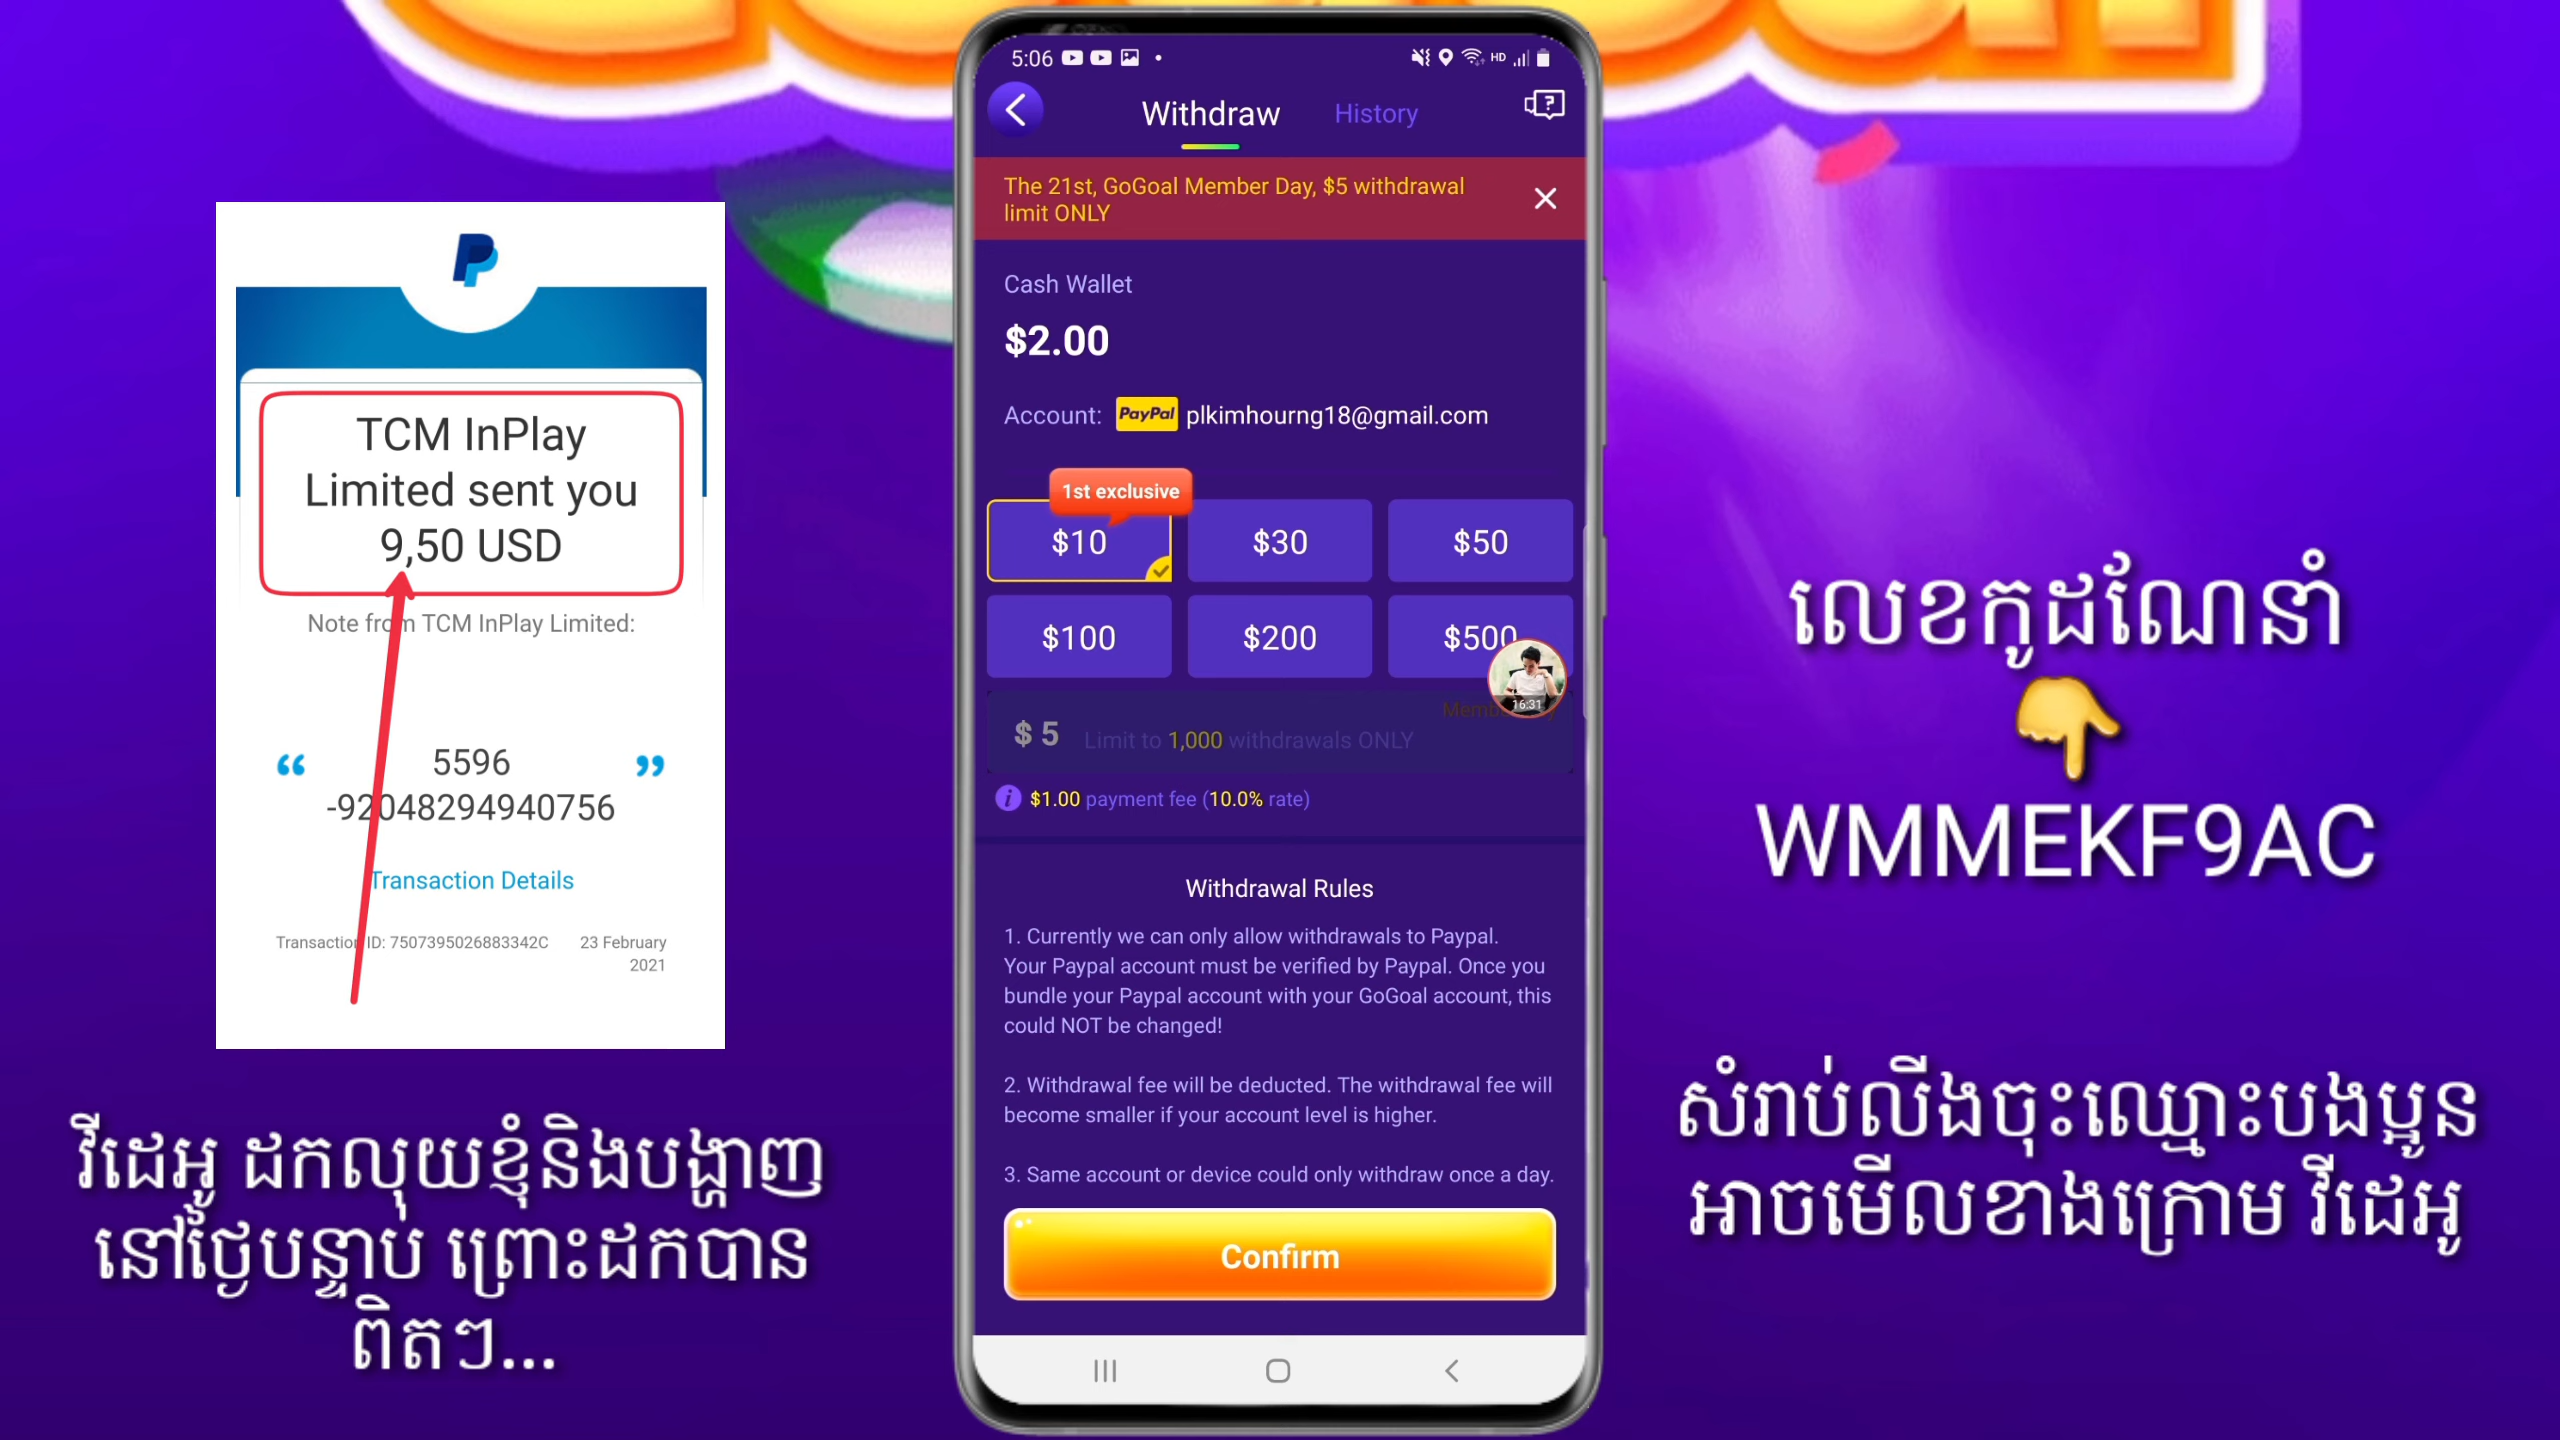 TCM InPlay
Limited sent you
9,50 USD
Note from TCM InPlay Limited:
“ 5596 ”
-92048294940756
Transaction Details
Transaction ID: 7507395026883342C 23 February
2021
វីដេអូ ដកលុយខ្ញុំនិងបង្ហាញ
នៅថ្ងៃបន្ទាប់ ព្រោះដកបាន
ពិតៗ...
5:06 HD
Withdraw History
The 21st, GoGoal Member Day, $5 withdrawal
limit ONLY
Cash Wallet
$2.00
Account: PayPal plkimhourng18@gmail.com
1st exclusive
$10 $30 $50
$100 $200 $500
16:31
$ 5 Limit to 1,000 withdrawals ONLY
$1.00 payment fee (10.0% rate)
Withdrawal Rules
1. Currently we can only allow withdrawals to Paypal.
Your Paypal account must be verified by Paypal. Once you
bundle your Paypal account with your GoGoal account, this
could NOT be changed!
2. Withdrawal fee will be deducted. The withdrawal fee will
become smaller if your account level is higher.
3. Same account or device could only withdraw once a day.
Confirm
លេខកូដណែនាំ
WMMEKF9AC
សំរាប់លីងចុះឈ្មោះបងប្អូន
អាចមើលខាងក្រោម វីដេអូ